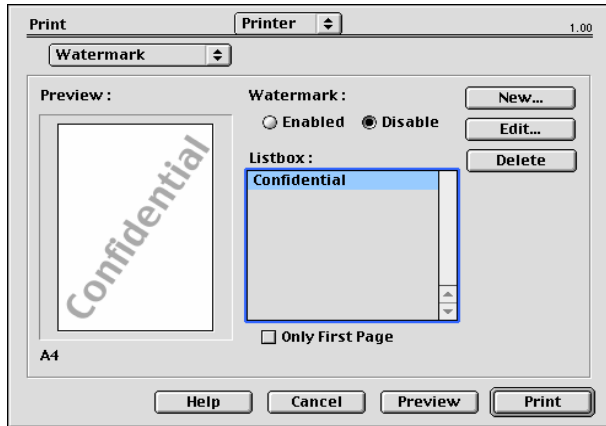 Print Printer 1.00
Watermark
Preview : Watermark : New...
Enabled Disable Edit...
Listbox : Delete
Confidential
Confidential
Only First Page
A4
Help Cancel Preview Print